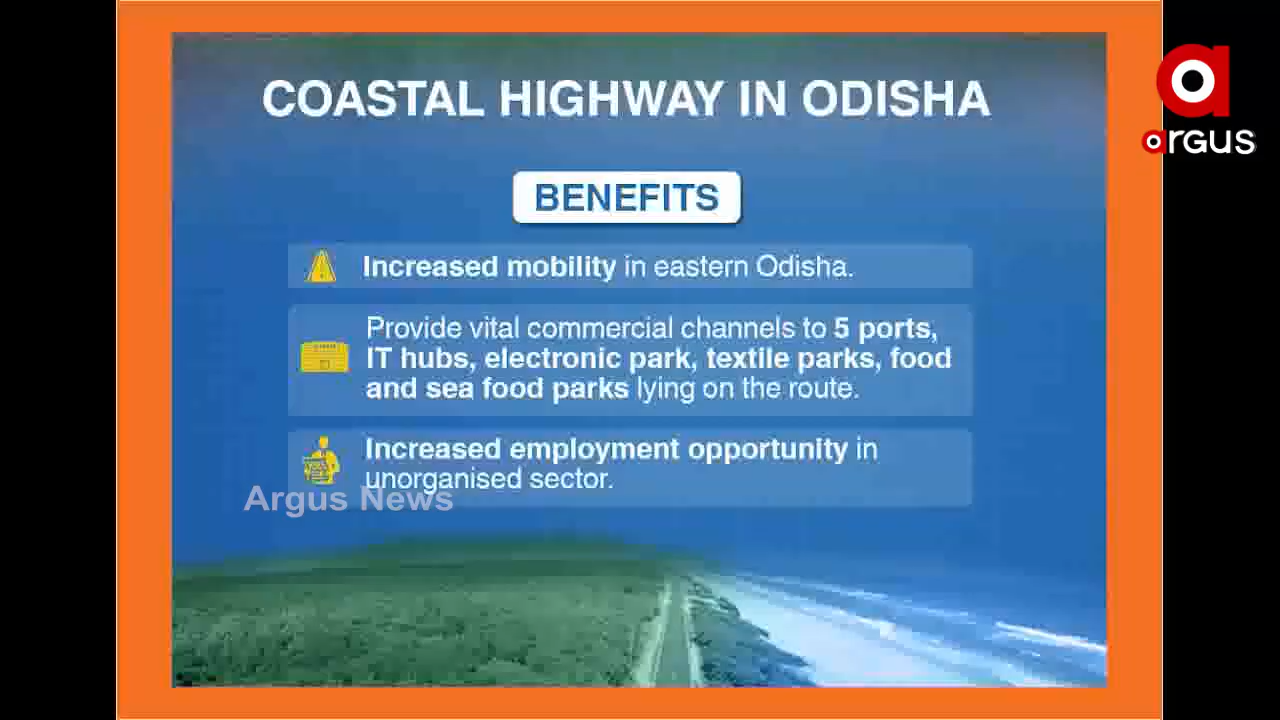 COASTAL HIGHWAY IN ODISHA
argus
BENEFITS
Increased mobility in eastern Odisha.
Provide vital commercial channels to 5 ports,
IT hubs, electronic park, textile parks, food
and sea food parks lying on the route.
Increased employment opportunity in
unorganised sector.
Argus News